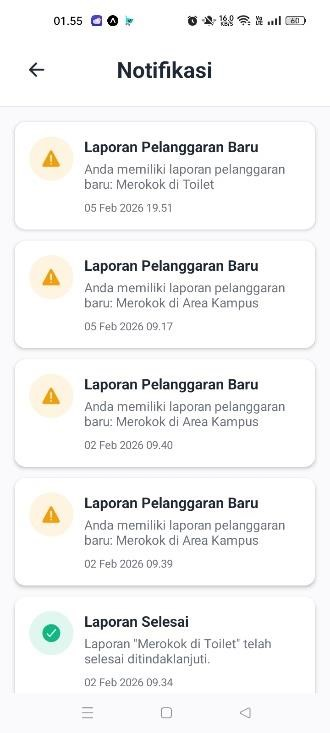 01.55
16.0
KB/S
60
Notifikasi
Laporan Pelanggaran Baru
Anda memiliki laporan pelanggaran
baru: Merokok di Toilet
05 Feb 2026 19.51
Laporan Pelanggaran Baru
Anda memiliki laporan pelanggaran
baru: Merokok di Area Kampus
05 Feb 2026 09.17
Laporan Pelanggaran Baru
Anda memiliki laporan pelanggaran
baru: Merokok di Area Kampus
02 Feb 2026 09.40
Laporan Pelanggaran Baru
Anda memiliki laporan pelanggaran
baru: Merokok di Area Kampus
02 Feb 2026 09.39
Laporan Selesai
Laporan "Merokok di Toilet" telah
selesai ditindaklanjuti.
02 Feb 2026 09.34